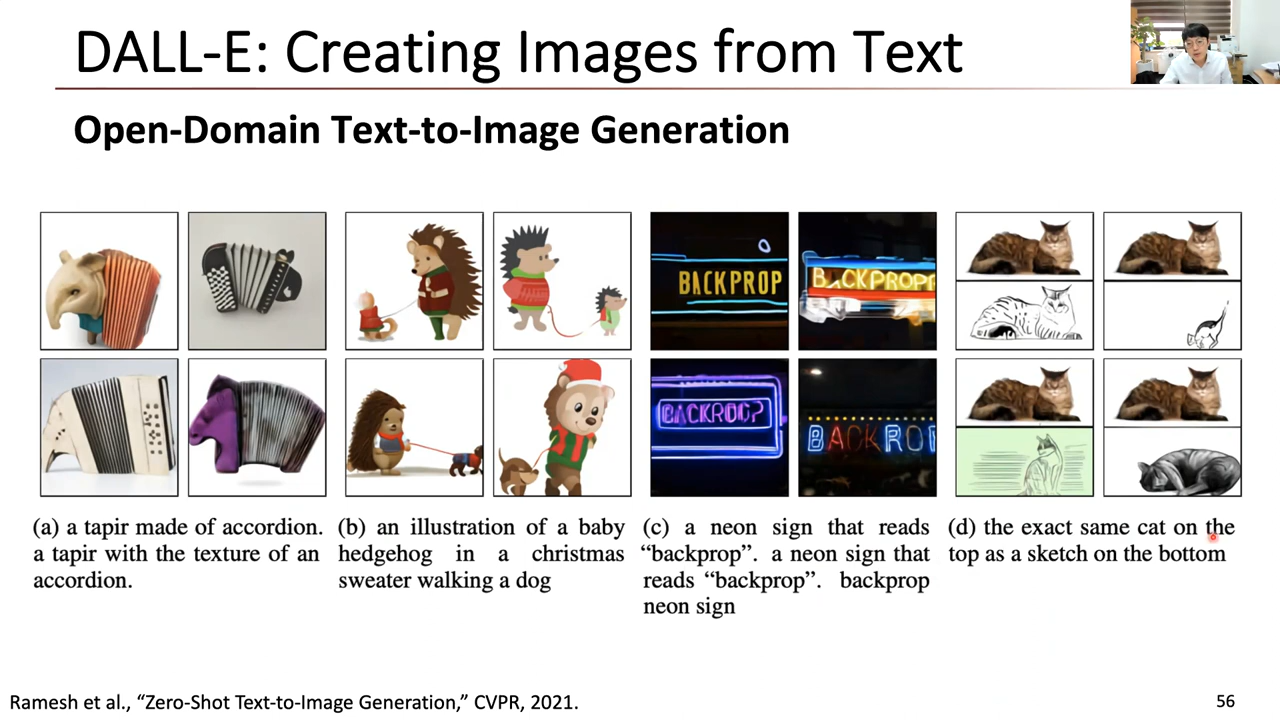 DALL-E: Creating Images from Text
Open-Domain Text-to-Image Generation
BACKPROP
BACKPROP
BACKROC?
BACKROP
(a) a tapir made of accordion.
a tapir with the texture of an
accordion.
(b) an illustration of a baby
hedgehog in a christmas
sweater walking a dog
(c) a neon sign that reads
“backprop”. a neon sign that
reads “backprop”. backprop
neon sign
(d) the exact same cat on the
top as a sketch on the bottom
Ramesh et al., “Zero-Shot Text-to-Image Generation,” CVPR, 2021.
56